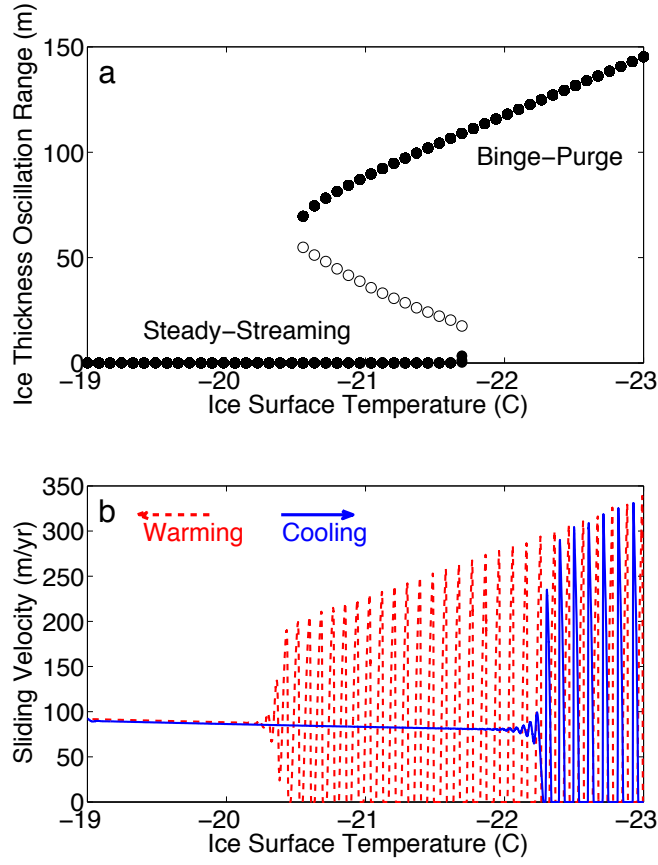 a
Ice Thickness Oscillation Range (m)
150
100
50
0
Binge−Purge
Steady−Streaming
−19 −20 −21 −22 −23
Ice Surface Temperature (C)
b
Sliding Velocity (m/yr)
350
300
250
200
150
100
50
0
Warming
Cooling
−19 −20 −21 −22 −23
Ice Surface Temperature (C)